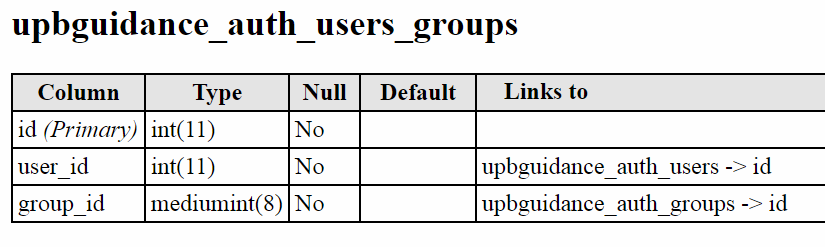 upbguidance_auth_users_groups
Column Type Null Default Links to
id (Primary) int(11) No
user_id int(11) No upbguidance_auth_users -> id
group_id mediumint(8) No upbguidance_auth_groups -> id